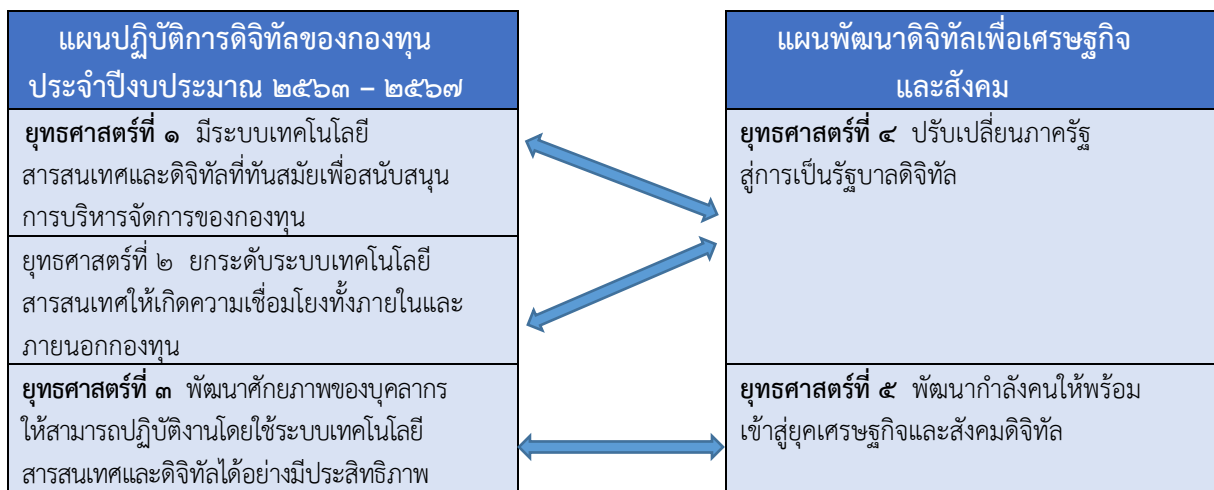 แผนปฏิบัติการดิจิทัลของกองทุน
ประจำปีงบประมาณ ๒๕๖๓ – ๒๕๖๗
ยุทธศาสตร์ที่ ๑ มีระบบเทคโนโลยี
สารสนเทศและดิจิทัลที่ทันสมัยเพื่อสนับสนุน
การบริหารจัดการของกองทุน
ยุทธศาสตร์ที่ ๒ ยกระดับระบบเทคโนโลยี
สารสนเทศให้เกิดความเชื่อมโยงทั้งภายในและ
ภายนอกกองทุน
ยุทธศาสตร์ที่ ๓ พัฒนาศักยภาพของบุคลากร
ให้สามารถปฏิบัติงานโดยใช้ระบบเทคโนโลยี
สารสนเทศและดิจิทัลได้อย่างมีประสิทธิภาพ
แผนพัฒนาดิจิทัลเพื่อเศรษฐกิจ
และสังคม
ยุทธศาสตร์ที่ ๔ ปรับเปลี่ยนภาครัฐ
สู่การเป็นรัฐบาลดิจิทัล
ยุทธศาสตร์ที่ ๕ พัฒนากำลังคนให้พร้อม
เข้าสู่ยุคเศรษฐกิจและสังคมดิจิทัล